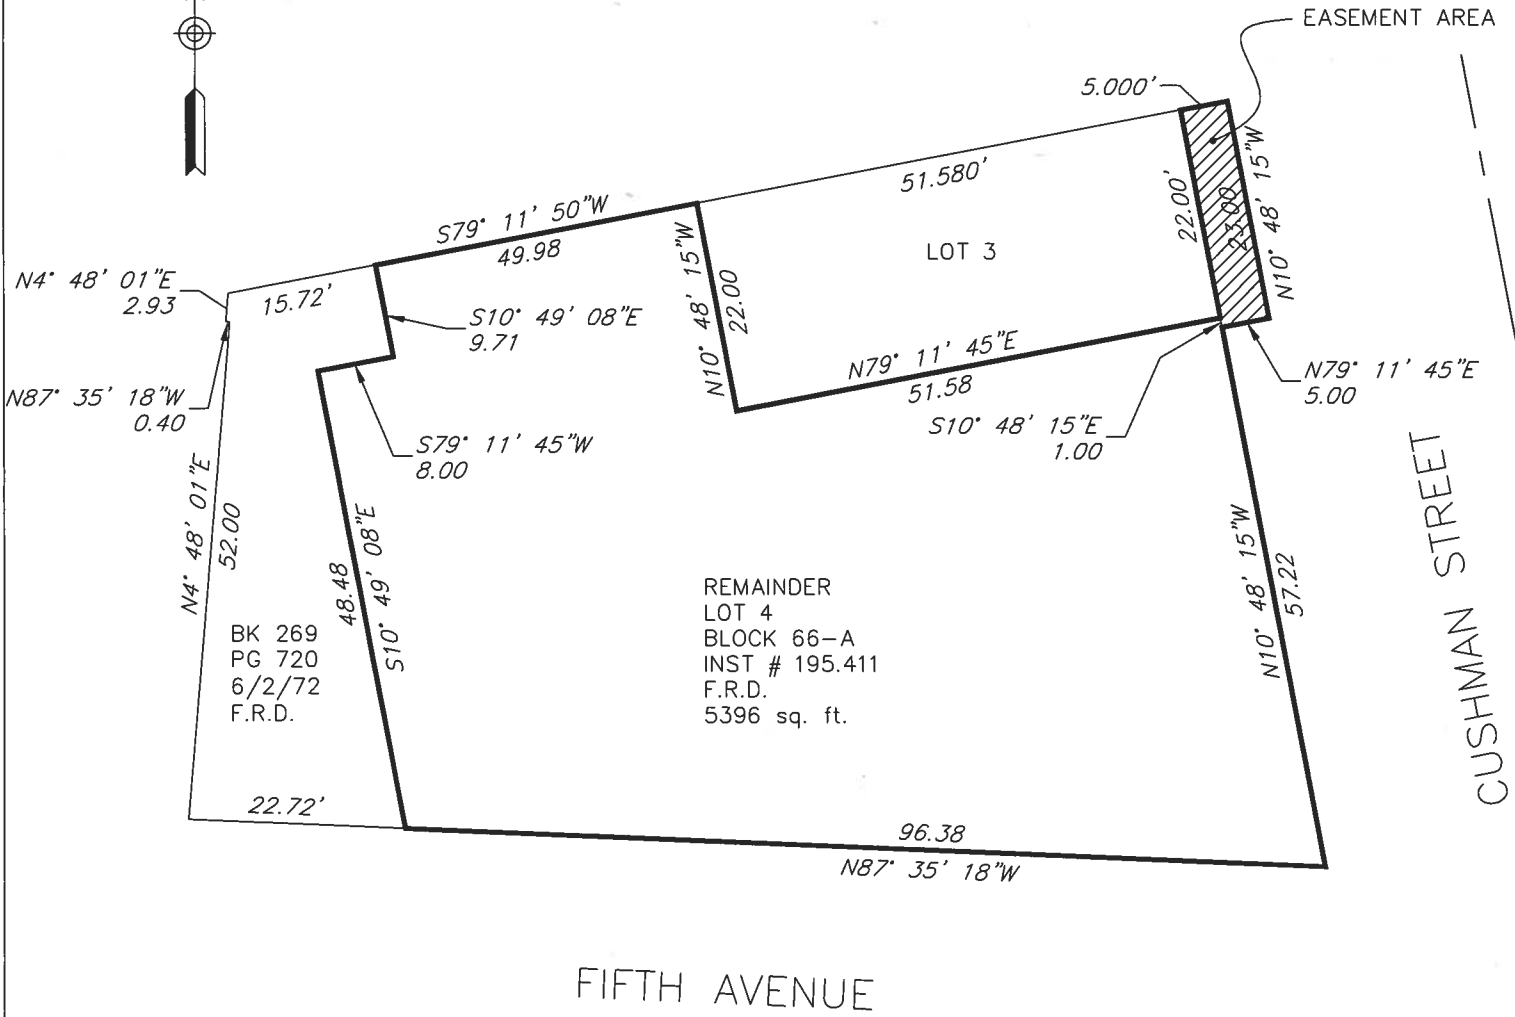 EASEMENT AREA
5.000'
51.580'
22.00'
23.00
N10° 48' 15"W
S79° 11' 50"W
49.98
LOT 3
N4° 48' 01"E
2.93
15.72'
S10° 49' 08"E
9.71
N10° 48' 15"W
22.00
N79° 11' 45"E
51.58
N79° 11' 45"E
5.00
N87° 35' 18"W
0.40
S10° 48' 15"E
1.00
S79° 11' 45"W
8.00
N4° 48' 01"E
52.00
48.48
S10° 49' 08"E
N10° 48' 15"W
57.22
CUSHMAN STREET
BK 269
PG 720
6/2/72
F.R.D.
REMAINDER
LOT 4
BLOCK 66-A
INST # 195.411
F.R.D.
5396 sq. ft.
22.72'
96.38
N87° 35' 18"W
FIFTH AVENUE